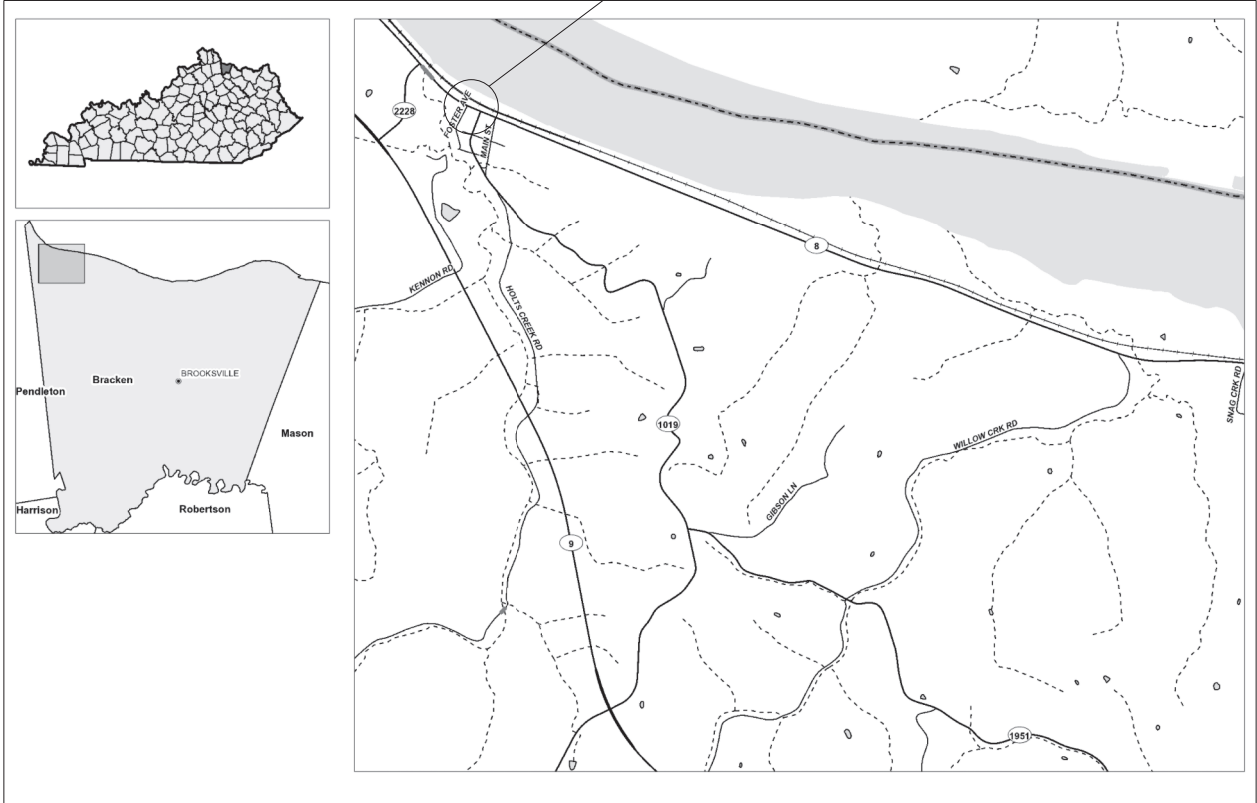 BROOKSVILLE
Bracken
Pendleton
Mason
Harrison
Robertson
2228
FOSTER AVE
MAIN ST
8
KENNON RD
HOLTS CREEK RD
SNAG CRK RD
1019
WILLOW CRK RD
GIBSON LN
9
1951